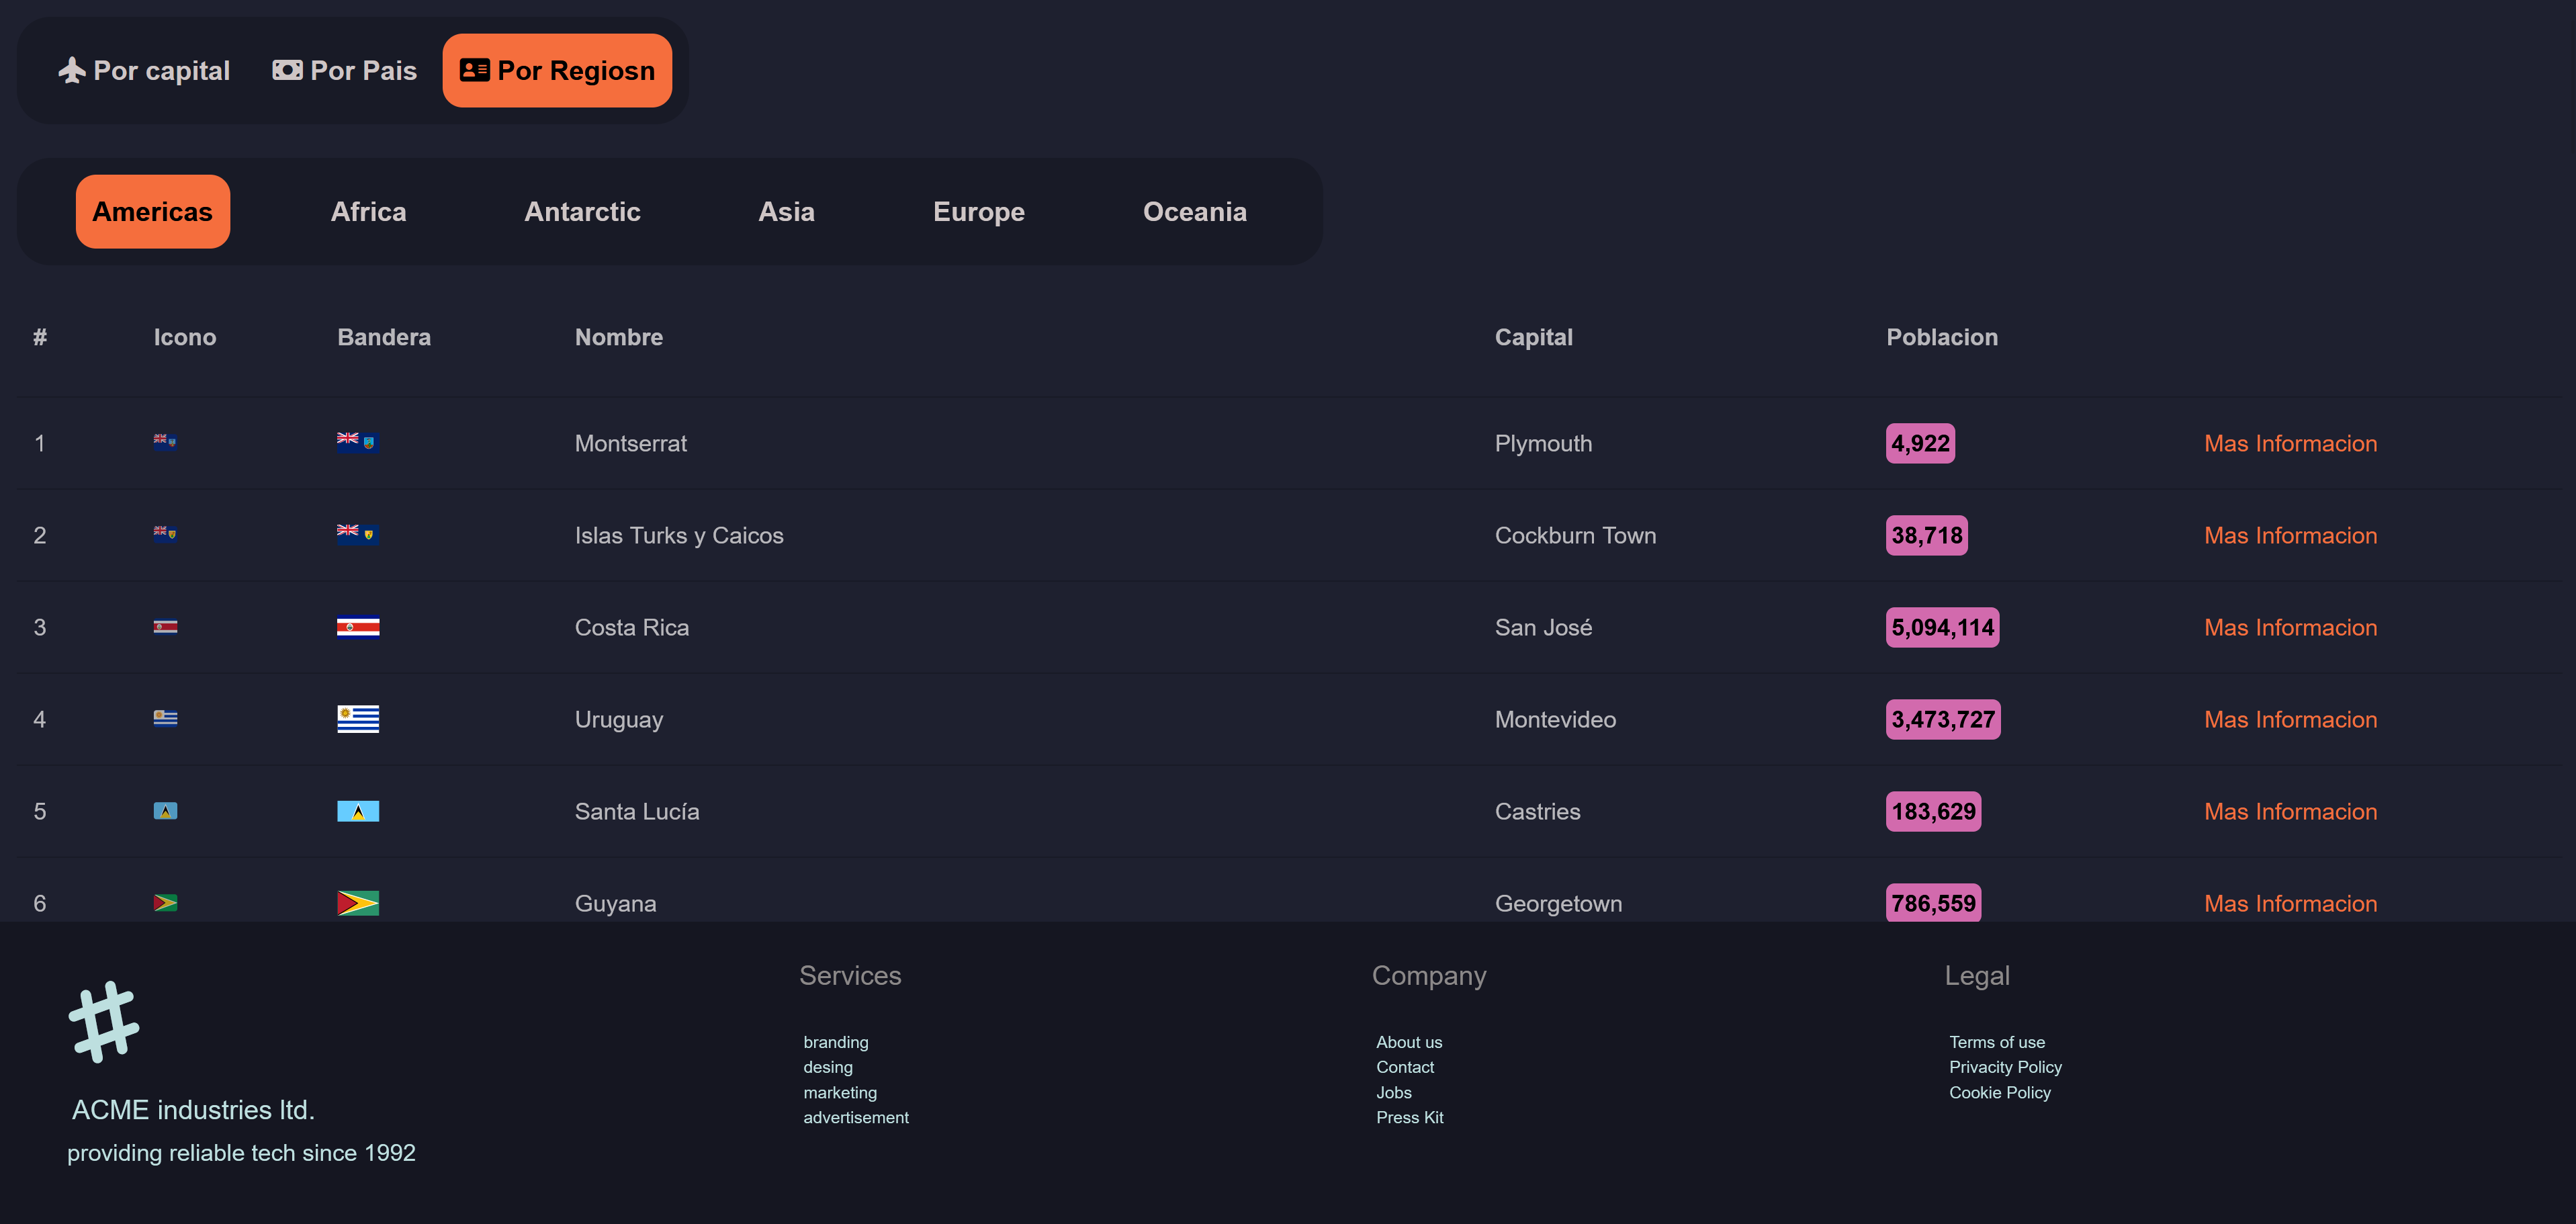 Por capital Por Pais Por Regiosn
Americas Africa Antarctic Asia Europe Oceania
# Icono Bandera Nombre Capital Poblacion
1 Montserrat Plymouth 4,922 Mas Informacion
2 Islas Turks y Caicos Cockburn Town 38,718 Mas Informacion
3 Costa Rica San José 5,094,114 Mas Informacion
4 Uruguay Montevideo 3,473,727 Mas Informacion
5 Santa Lucía Castries 183,629 Mas Informacion
6 Guyana Georgetown 786,559 Mas Informacion
ACME industries ltd.
providing reliable tech since 1992
Services
branding
desing
marketing
advertisement
Company
About us
Contact
Jobs
Press Kit
Legal
Terms of use
Privacity Policy
Cookie Policy